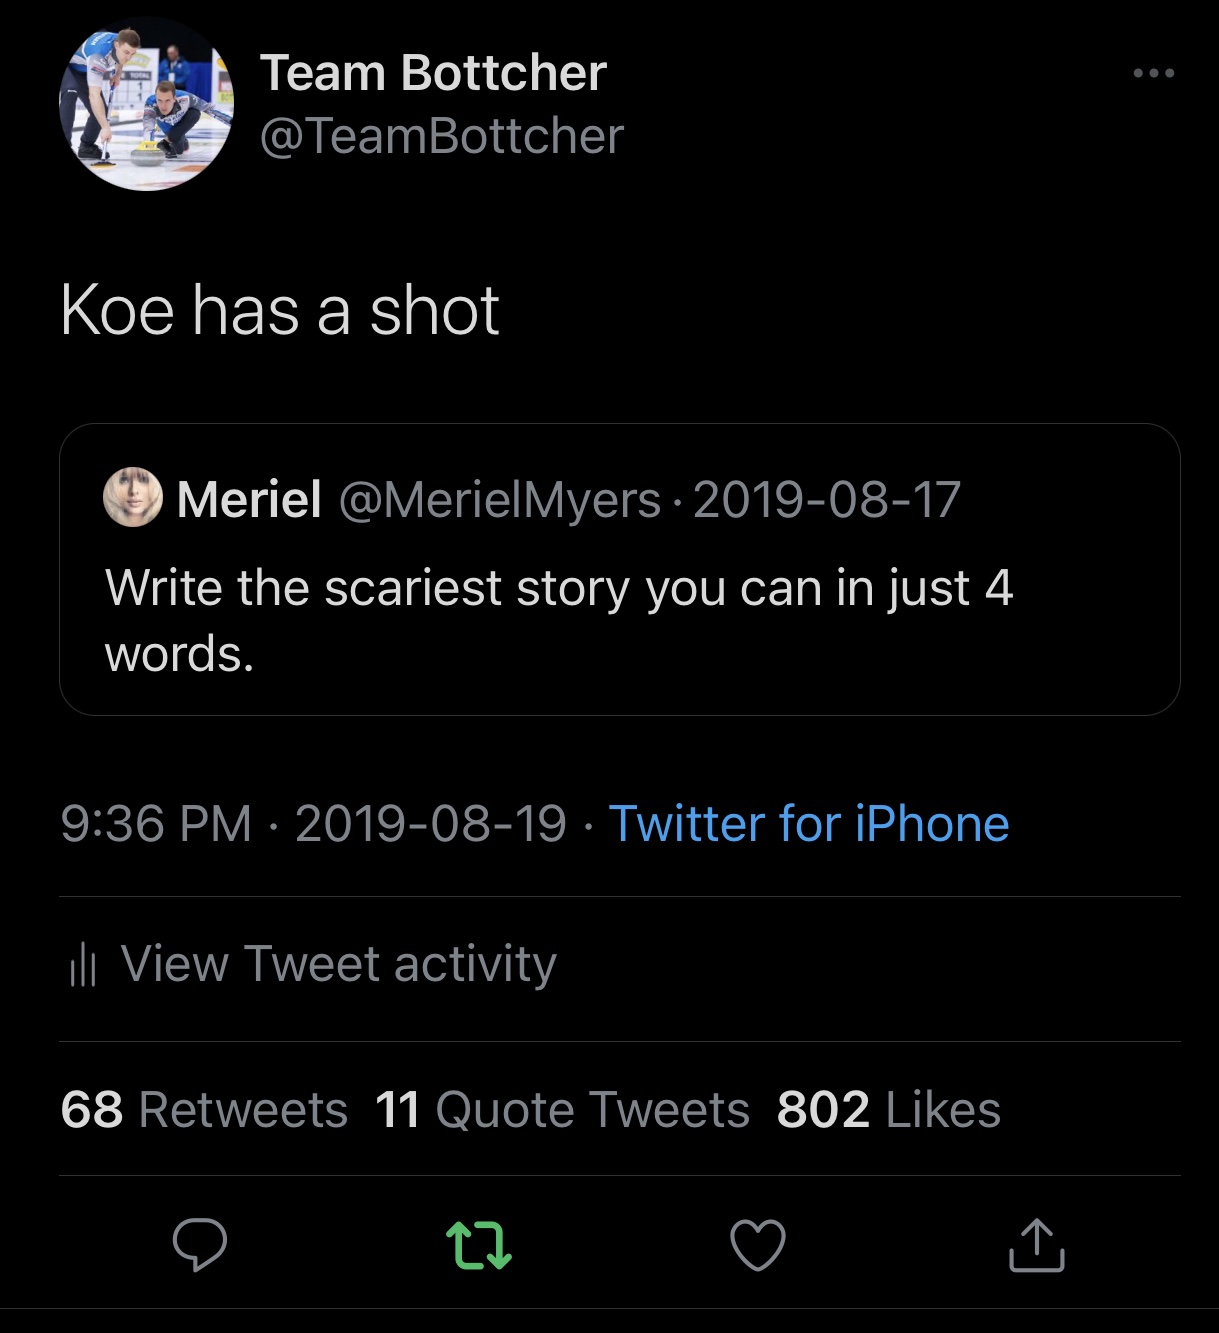 Team Bottcher
@TeamBottcher
Koe has a shot
Meriel @MerielMyers · 2019-08-17
Write the scariest story you can in just 4
words.
9:36 PM · 2019-08-19 · Twitter for iPhone
View Tweet activity
68 Retweets 11 Quote Tweets 802 Likes